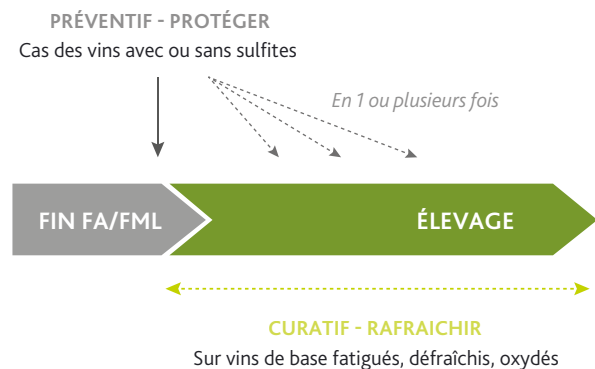 PRÉVENTIF - PROTÉGER
Cas des vins avec ou sans sulfites
En 1 ou plusieurs fois
FIN FA/FML
ÉLEVAGE
CURATIF - RAFRAICHIR
Sur vins de base fatigués, défraîchis, oxydés